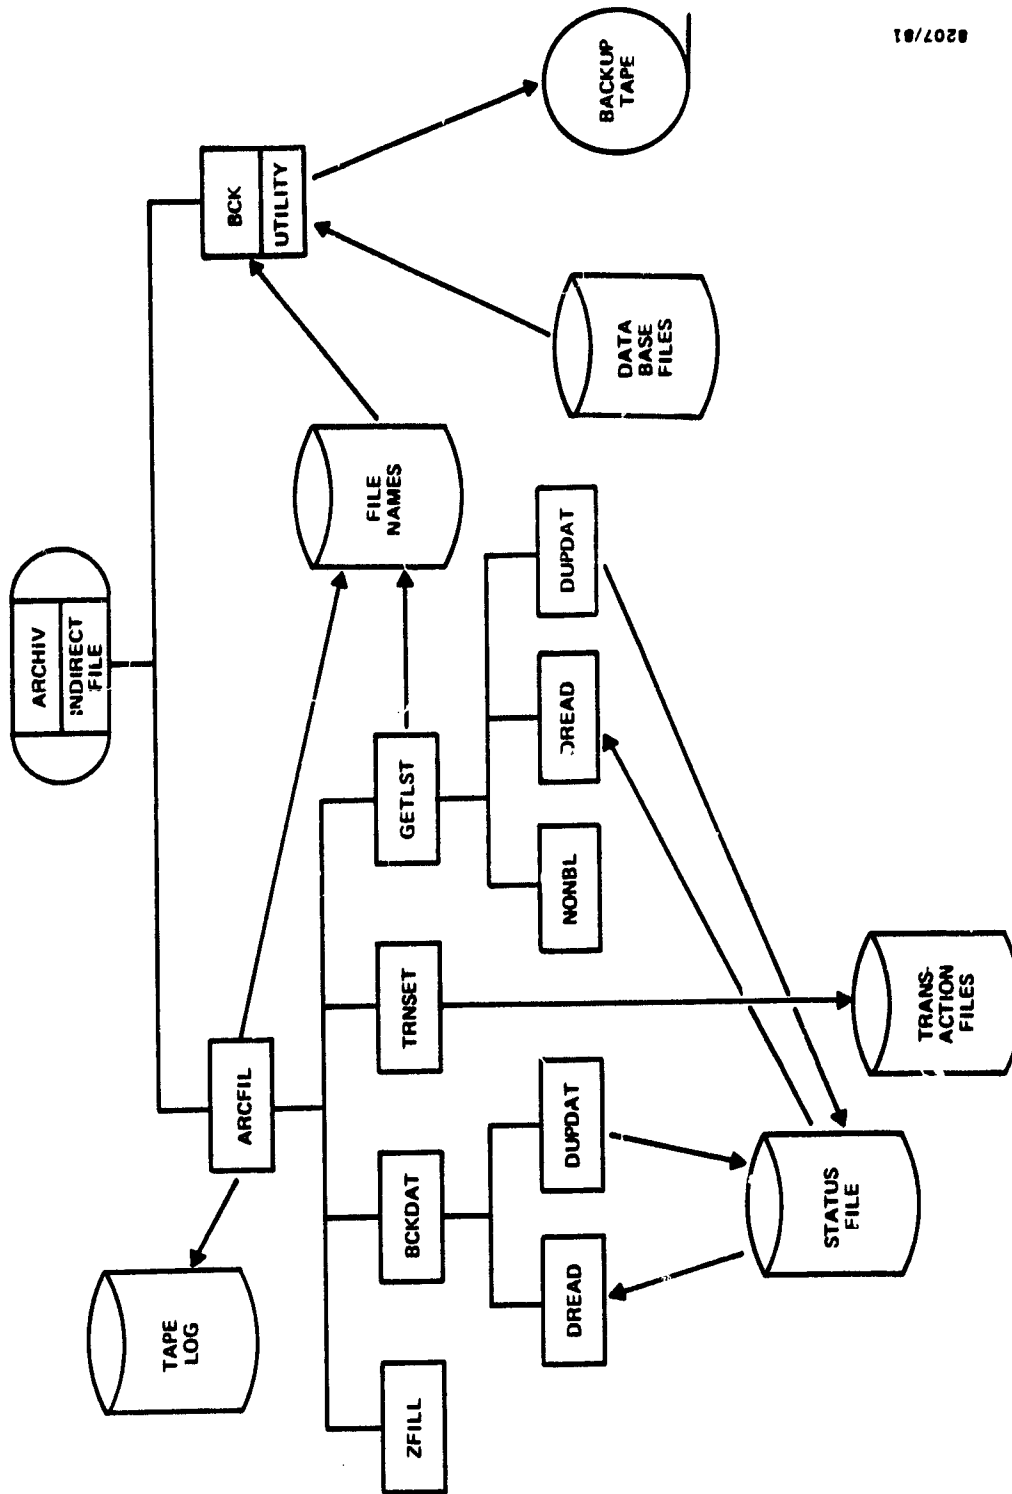 ARCHIV
INDIRECT
FILE
TAPE
LOG
ARCFIL
BCK
UTILITY
FILE
NAMES
ZFILL
BCKDAT
TRNSET
GETLST
DREAD
DUPDAT
NONBL
DREAD
DUPDAT
DATA
BASE
FILES
BACKUP
TAPE
STATUS
FILE
TRANS-
ACTION
FILES
8207/81